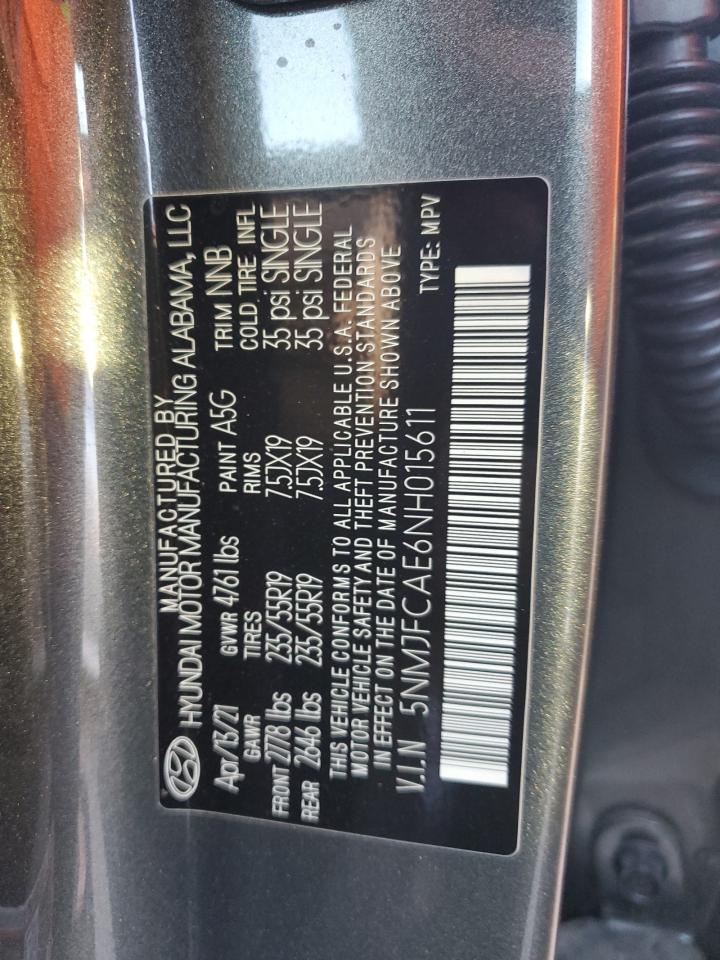 MANUFACTURED BY
HYUNDAI MOTOR MANUFACTURING ALABAMA, LLC
Apr/13/21 GVWR 4761 lbs PAINT A5G TRIM NNB
GAWR TIRES RIMS COLD TIRE INFL
FRONT 2778 lbs 235/55R19 7.5JX19 35 psi SINGLE
REAR 2646 lbs 235/55R19 7.5JX19 35 psi SINGLE
THIS VEHICLE CONFORMS TO ALL APPLICABLE U.S.A. FEDERAL
MOTOR VEHICLE SAFETY AND THEFT PREVENTION STANDARDS
IN EFFECT ON THE DATE OF MANUFACTURE SHOWN ABOVE
V.I.N 5NMJFCAE6NH015611 TYPE: MPV